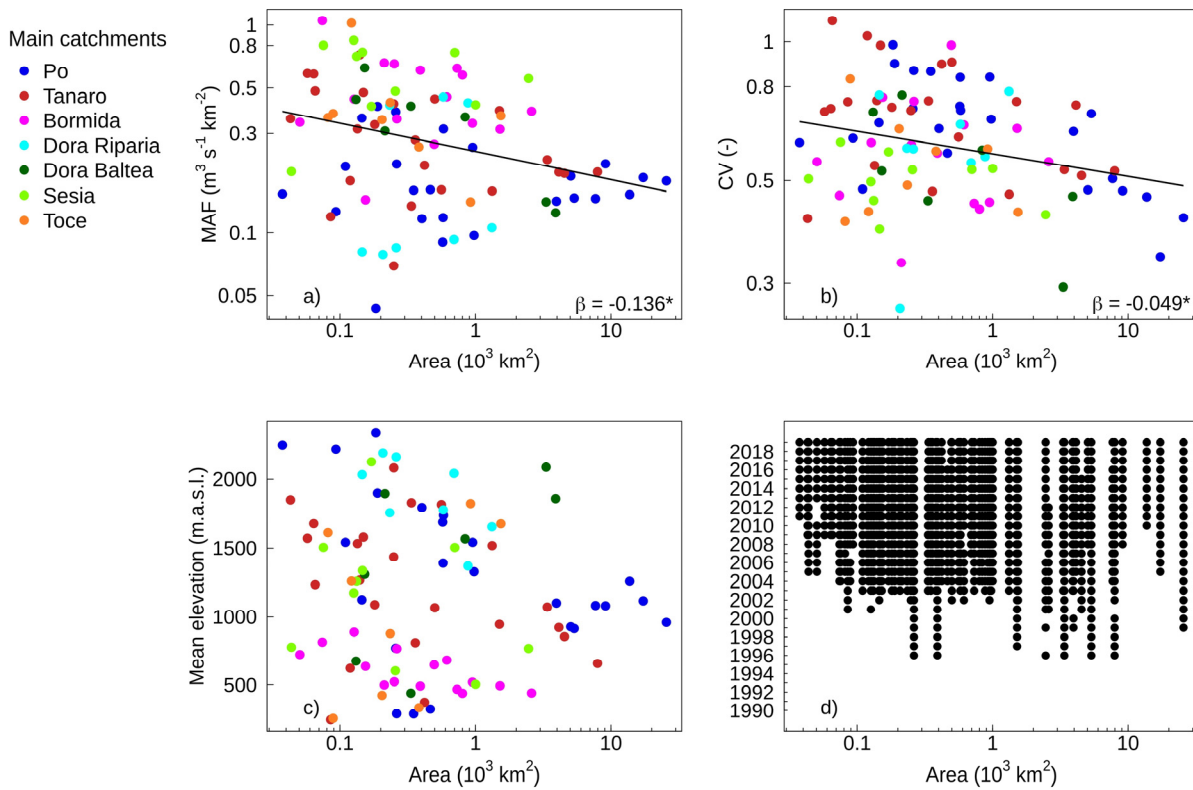 Main catchments
Po
Tanaro
Bormida
Dora Riparia
Dora Baltea
Sesia
Toce
MAF (m³ s⁻¹ km⁻²)
1
0.8
0.5
0.3
0.1
0.05
a)
β = -0.136*
0.1
1
10
Area (10³ km²)
CV (-)
1
0.8
0.5
0.3
b)
β = -0.049*
0.1
1
10
Area (10³ km²)
Mean elevation (m.a.s.l.)
2000
1500
1000
500
c)
0.1
1
10
Area (10³ km²)
2018
2016
2014
2012
2010
2008
2006
2004
2002
2000
1998
1996
1994
1992
1990
d)
0.1
1
10
Area (10³ km²)